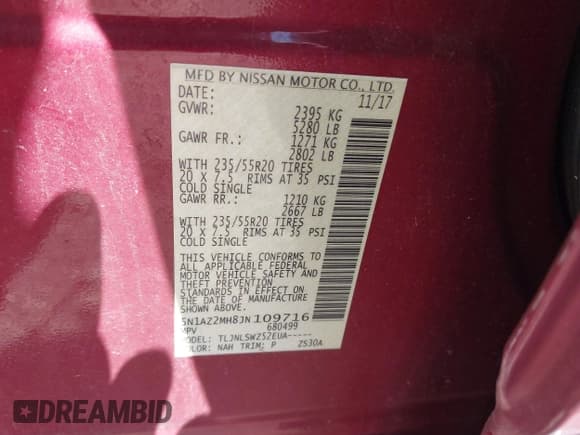 MFD BY NISSAN MOTOR CO., LTD.
DATE: 11/17
GVWR: 2395 KG
5280 LB
GAWR FR.: 1271 KG
2802 LB
WITH 235/55R20 TIRES
20 X 7.5 RIMS AT 35 PSI
COLD SINGLE
GAWR RR.: 1210 KG
2667 LB
WITH 235/55R20 TIRES
20 X 7.5 RIMS AT 35 PSI
COLD SINGLE
THIS VEHICLE CONFORMS TO
ALL APPLICABLE FEDERAL
MOTOR VEHICLE SAFETY AND
THEFT PREVENTION
STANDARDS IN EFFECT ON
THE DATE OF MANUFACTURE
SHOWN ABOVE.
5N1AZ2MH8JN109716
MPV 680499
MODEL: TLJNLSWZ52EUA-----
COLOR: NAH TRIM: P ZS30A
DREAMBID